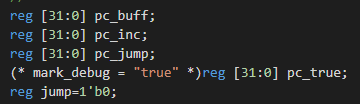 reg [31:0] pc_buff;
reg [31:0] pc_inc;
reg [31:0] pc_jump;
(* mark_debug = "true" *)reg [31:0] pc_true;
reg jump=1'b0;